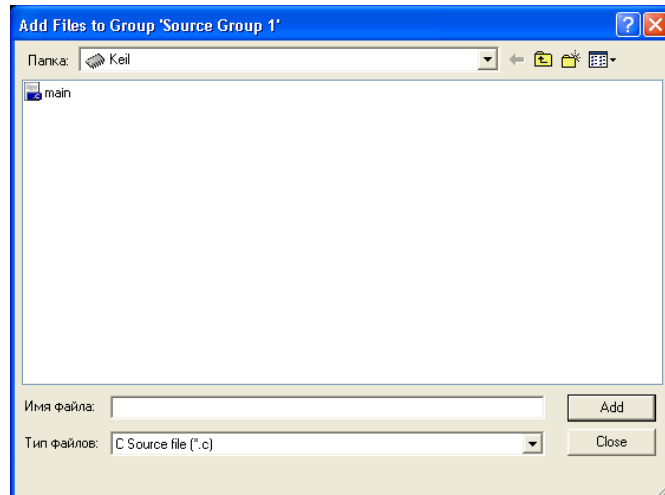 Add Files to Group 'Source Group 1'
Папка: Keil
main
Имя файла: Add
Тип файлов: C Source file (*.c) Close